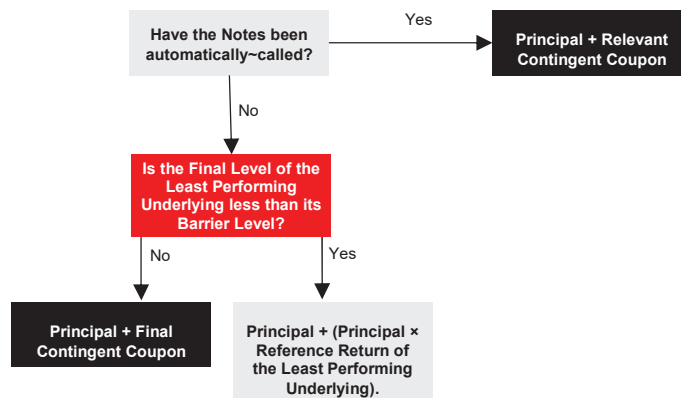 Have the Notes been
automatically~called?
Yes
Principal + Relevant
Contingent Coupon
No
Is the Final Level of the
Least Performing
Underlying less than its
Barrier Level?
No
Yes
Principal + Final
Contingent Coupon
Principal + (Principal ×
Reference Return of
the Least Performing
Underlying).